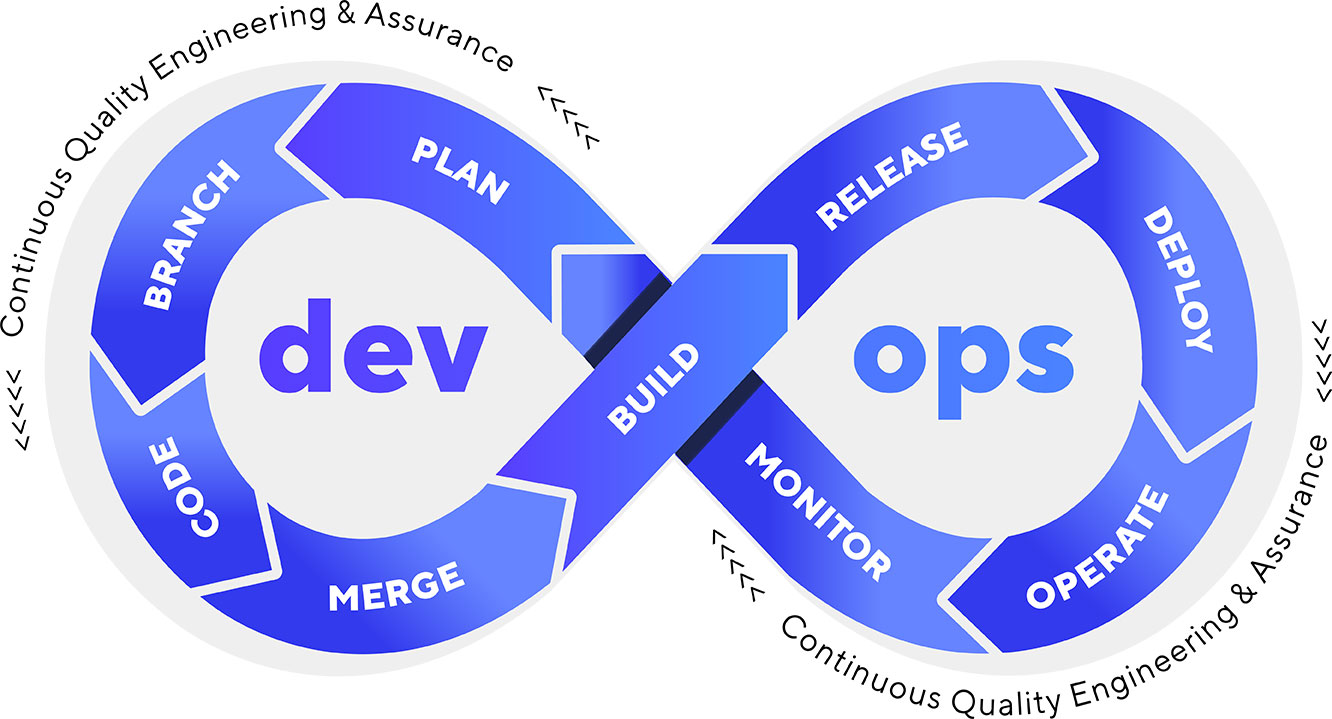 Continuous Quality Engineering & Assurance
PLAN
BRANCH
CODE
MERGE
BUILD
dev
ops
RELEASE
DEPLOY
OPERATE
MONITOR
Continuous Quality Engineering & Assurance